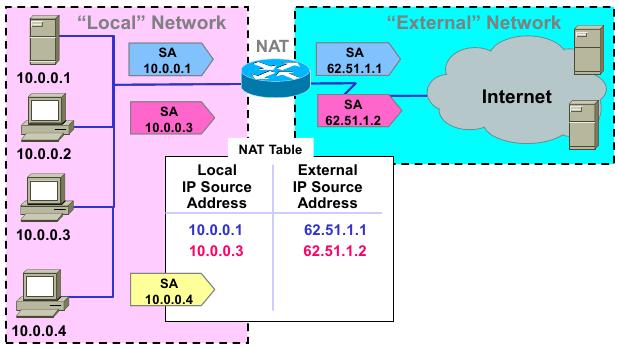 “Local” Network
NAT
“External” Network
SA
10.0.0.1
SA
62.51.1.1
10.0.0.1
SA
10.0.0.3
SA
62.51.1.2
Internet
10.0.0.2
NAT Table
Local
IP Source
Address
External
IP Source
Address
10.0.0.1 62.51.1.1
10.0.0.3 62.51.1.2
10.0.0.3
SA
10.0.0.4
10.0.0.4